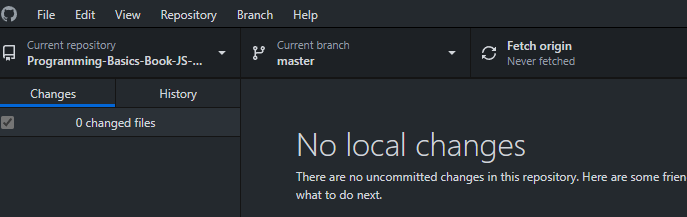 File Edit View Repository Branch Help
Current repository
Programming-Basics-Book-JS-...
Current branch
master
Fetch origin
Never fetched
Changes
History
0 changed files
No local changes
There are no uncommitted changes in this repository. Here are some frien
what to do next.